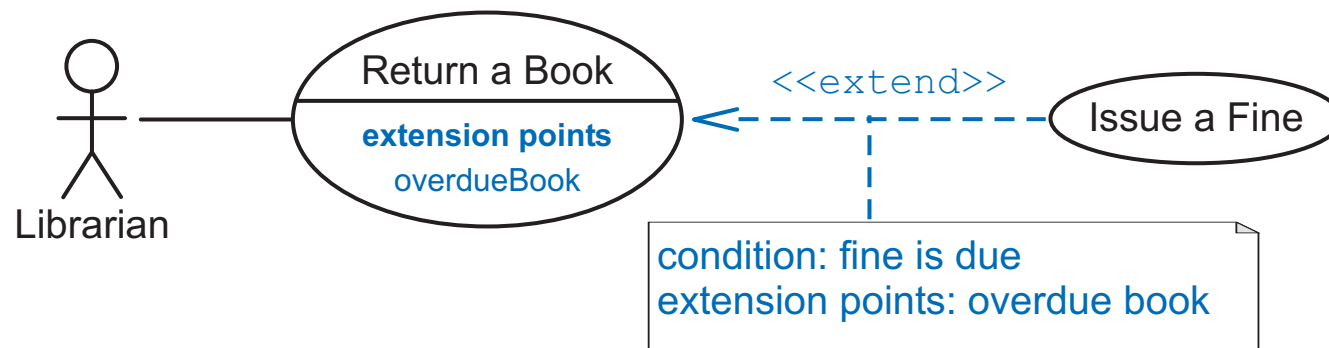 Return a Book
extension points
overdueBook
<<extend>>
Issue a Fine
Librarian
condition: fine is due
extension points: overdue book